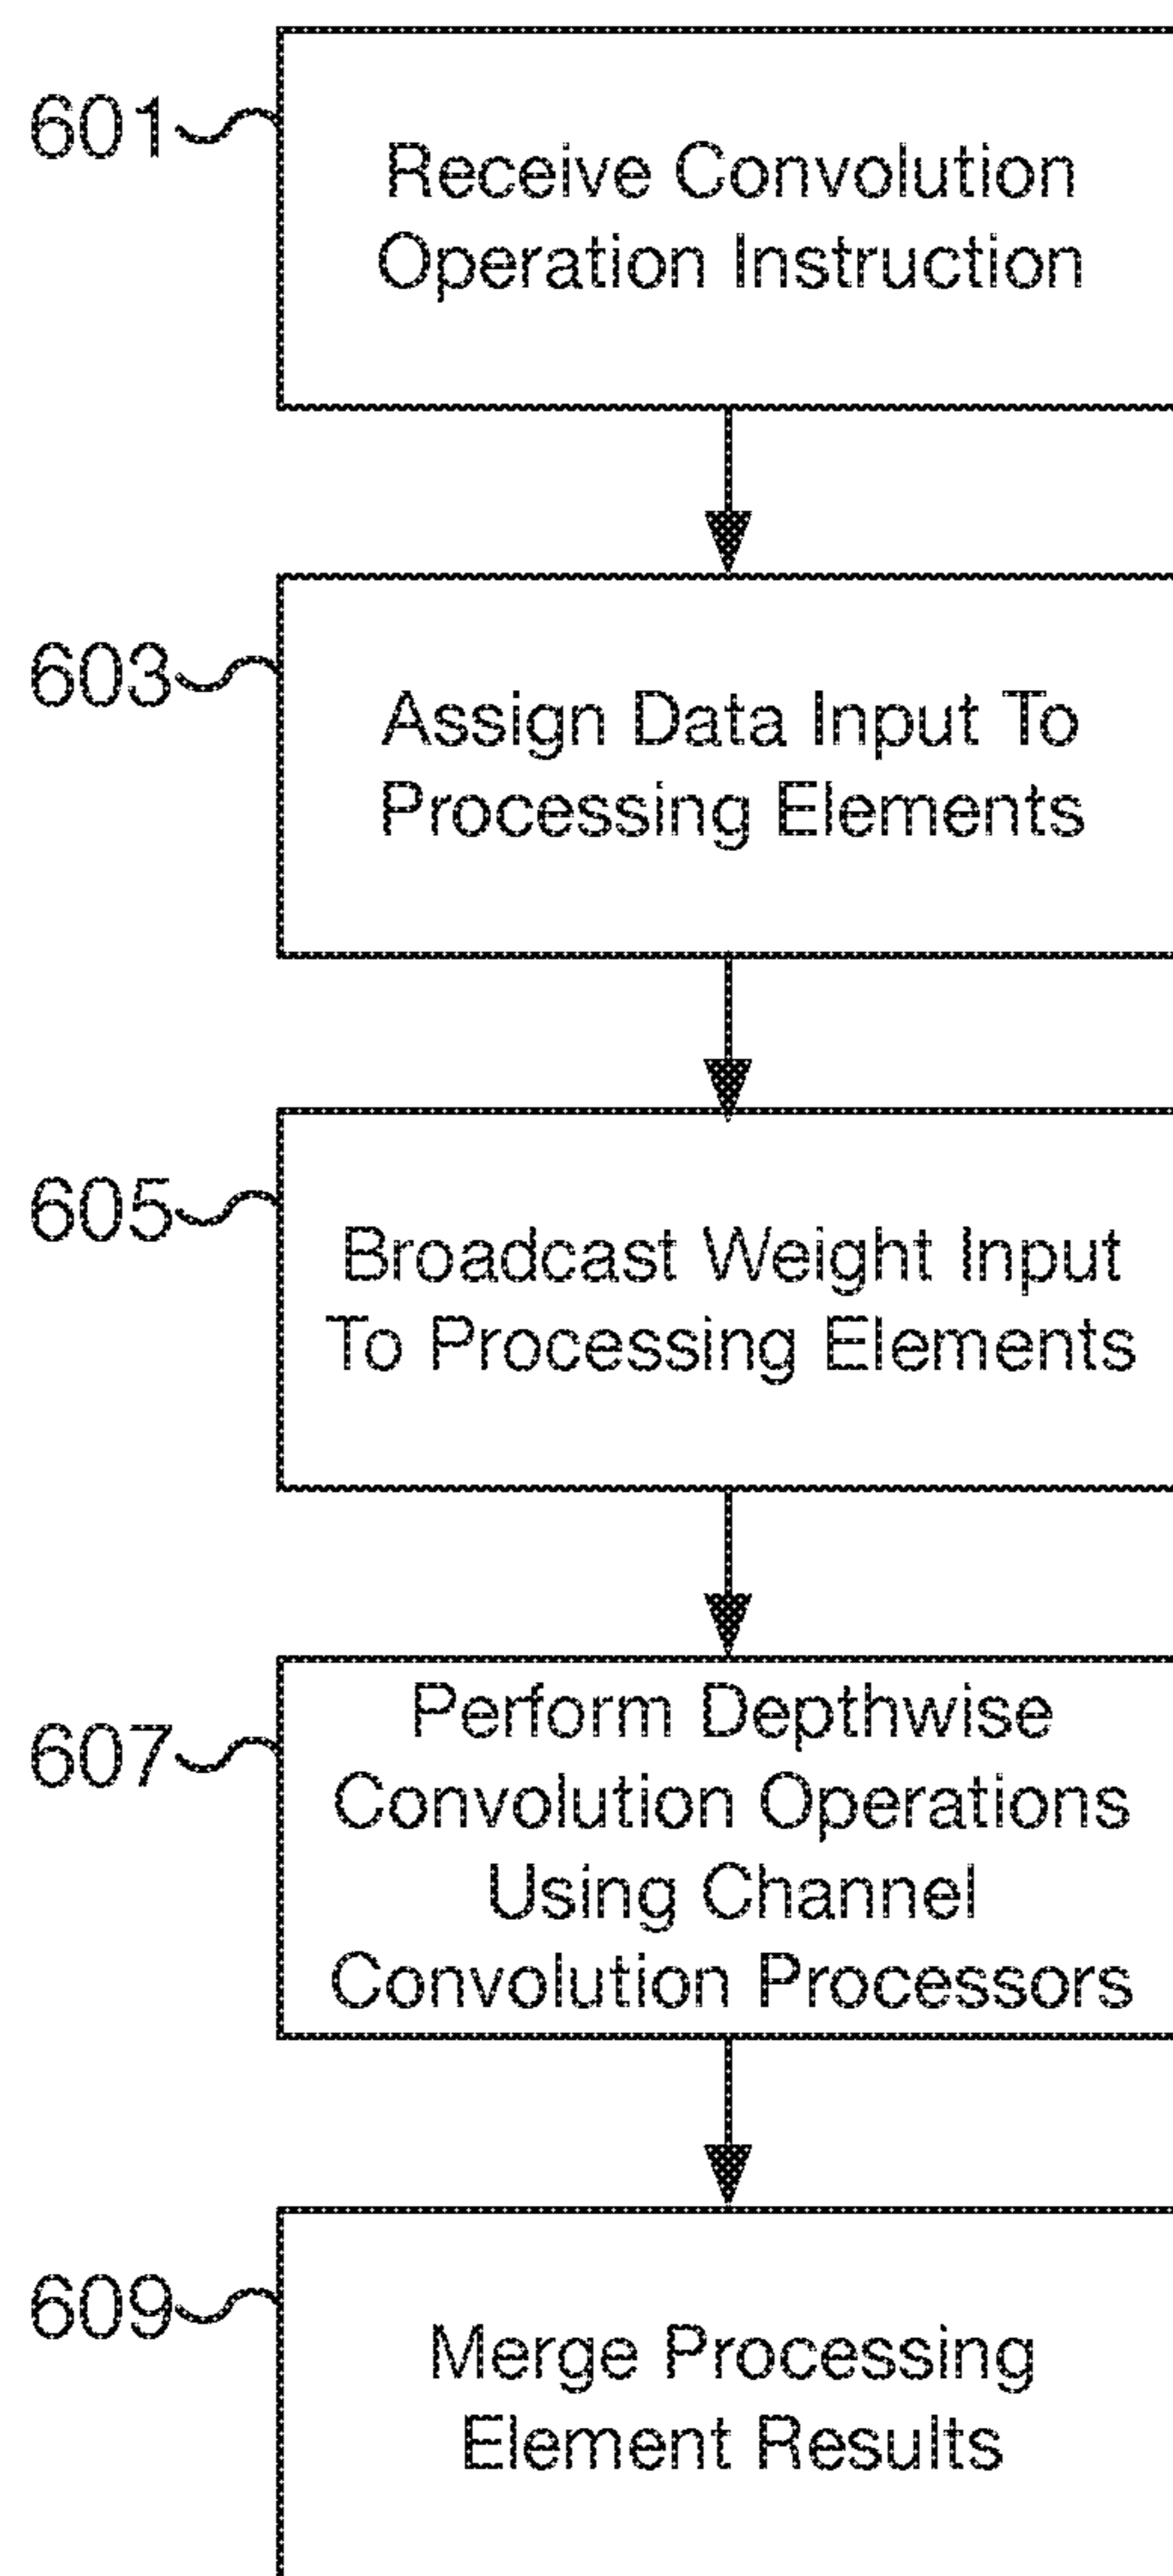 601
Receive Convolution
Operation Instruction
603
Assign Data Input To
Processing Elements
605
Broadcast Weight Input
To Processing Elements
607
Perform Depthwise
Convolution Operations
Using Channel
Convolution Processors
609
Merge Processing
Element Results